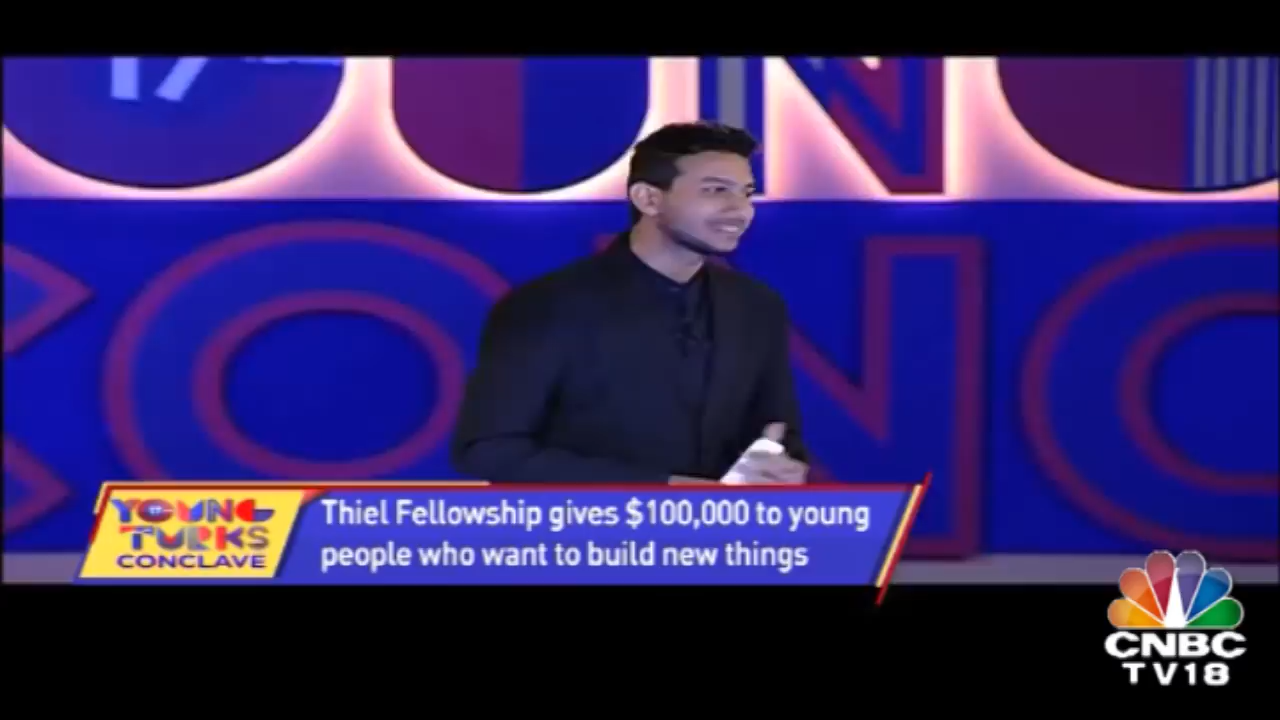 17
YOUNG
TURKS
CONCLAVE
Thiel Fellowship gives $100,000 to young
people who want to build new things
CNBC
TV18